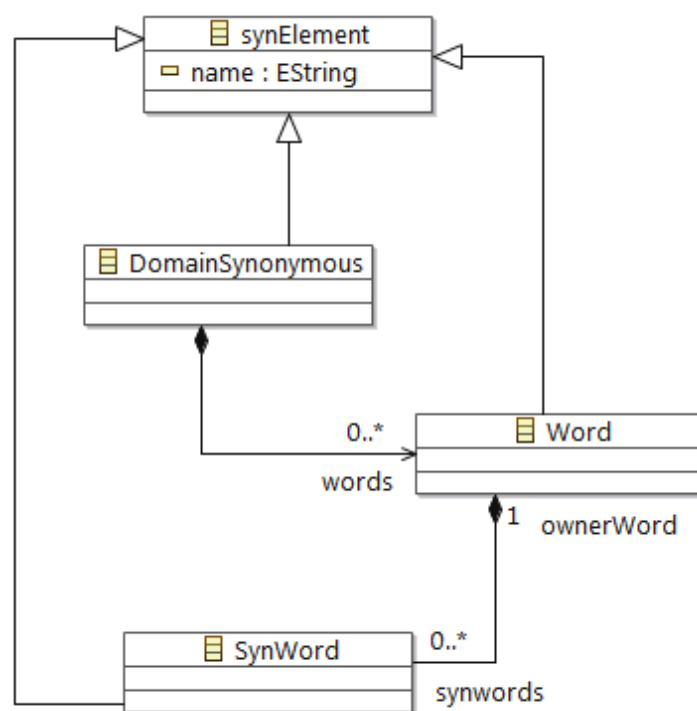 synElement
name : EString
DomainSynonymous
0..*
words
Word
1
ownerWord
SynWord
0..*
synwords